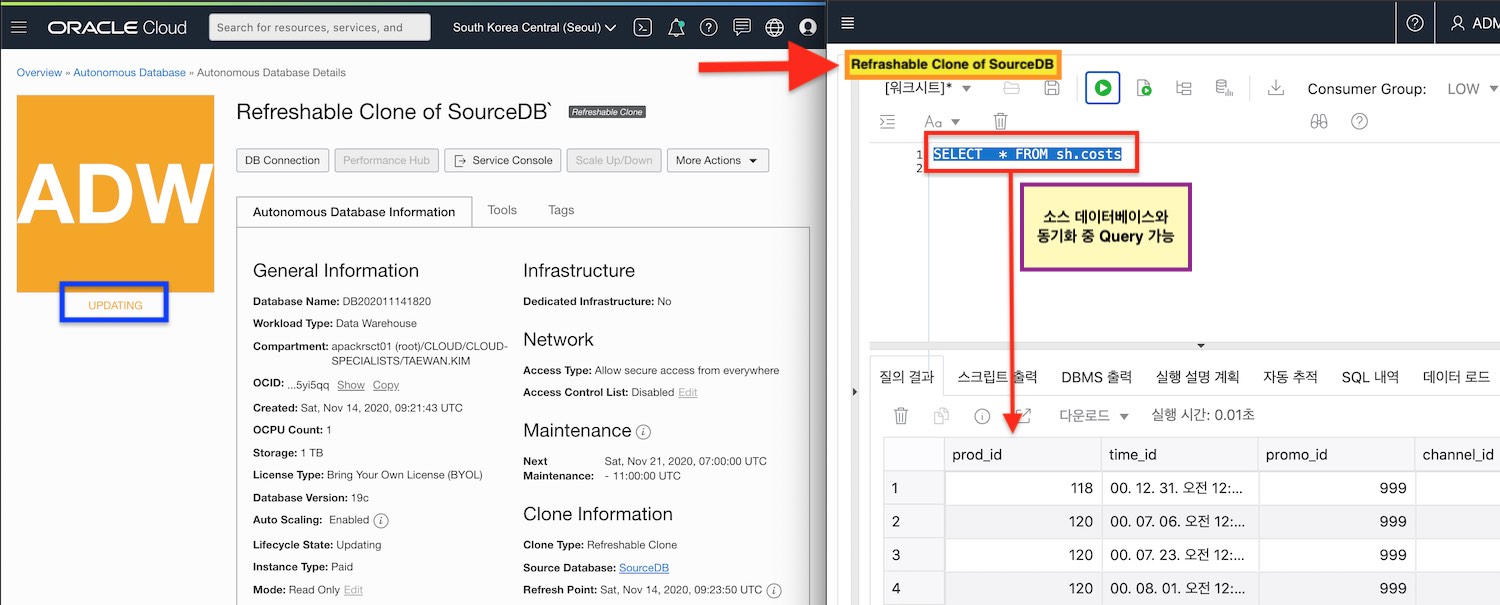 ORACLE Cloud
Search for resources, services, and
South Korea Central (Seoul)
Overview » Autonomous Database » Autonomous Database Details
ADW
UPDATING
Refreshable Clone of SourceDB`
Refreshable Clone
DB Connection
Performance Hub
Service Console
Scale Up/Down
More Actions
Autonomous Database Information
Tools
Tags
General Information
Database Name: DB202011141820
Workload Type: Data Warehouse
Compartment: apackrsct01 (root)/CLOUD/CLOUD-
SPECIALISTS/TAEWAN.KIM
OCID: ...5yi5qq Show Copy
Created: Sat, Nov 14, 2020, 09:21:43 UTC
OCPU Count: 1
Storage: 1 TB
License Type: Bring Your Own License (BYOL)
Database Version: 19c
Auto Scaling: Enabled
Lifecycle State: Updating
Instance Type: Paid
Mode: Read Only Edit
Infrastructure
Dedicated Infrastructure: No
Network
Access Type: Allow secure access from everywhere
Access Control List: Disabled Edit
Maintenance
Next Sat, Nov 21, 2020, 07:00:00 UTC
Maintenance: - 11:00:00 UTC
Clone Information
Clone Type: Refreshable Clone
Source Database: SourceDB
Refresh Point: Sat, Nov 14, 2020, 09:23:50 UTC
ADM
Refrashable Clone of SourceDB
[워크시트]*
Consumer Group: LOW
Aa
1 SELECT * FROM sh.costs
2
소스 데이터베이스와
동기화 중 Query 가능
질의 결과
스크립트 출력
DBMS 출력
실행 설명 계획
자동 추적
SQL 내역
데이터 로드
다운로드
실행 시간: 0.01초
prod_id time_id promo_id channel_id
1 118 00. 12. 31. 오전 12:... 999
2 120 00. 07. 06. 오전 12:... 999
3 120 00. 07. 23. 오전 12:... 999
4 120 00. 08. 01. 오전 12:... 999